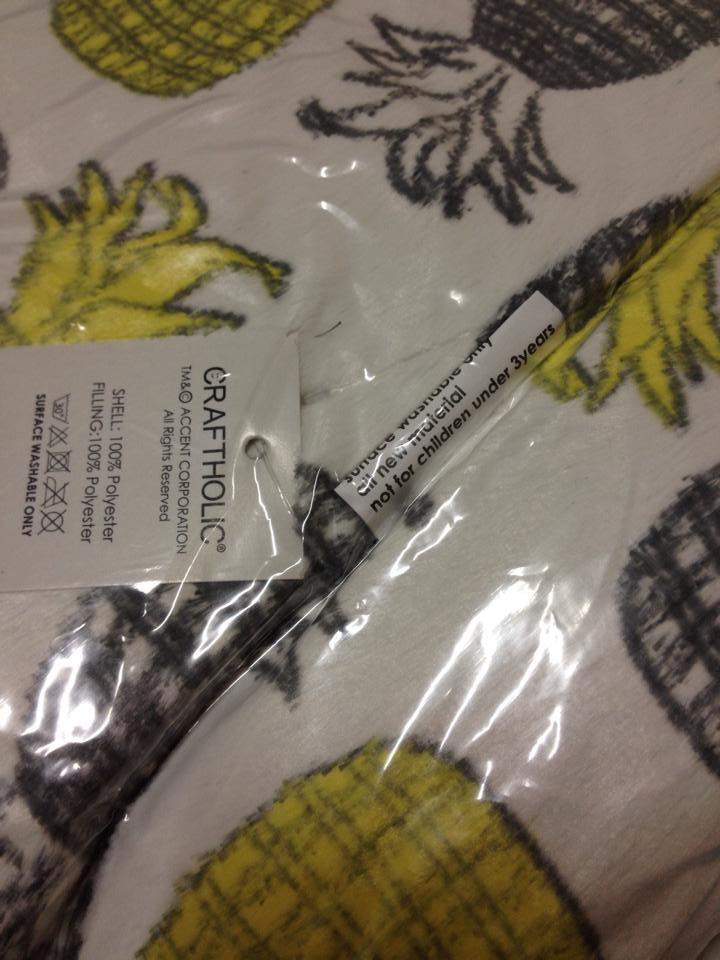 CRAFTHOLIC®
TM&© ACCENT CORPORATION
All Rights Reserved
SHELL: 100% Polyester
FILLING:100% Polyester
30°
SURFACE WASHABLE ONLY
surface washable only
all new material
not for children under 3years